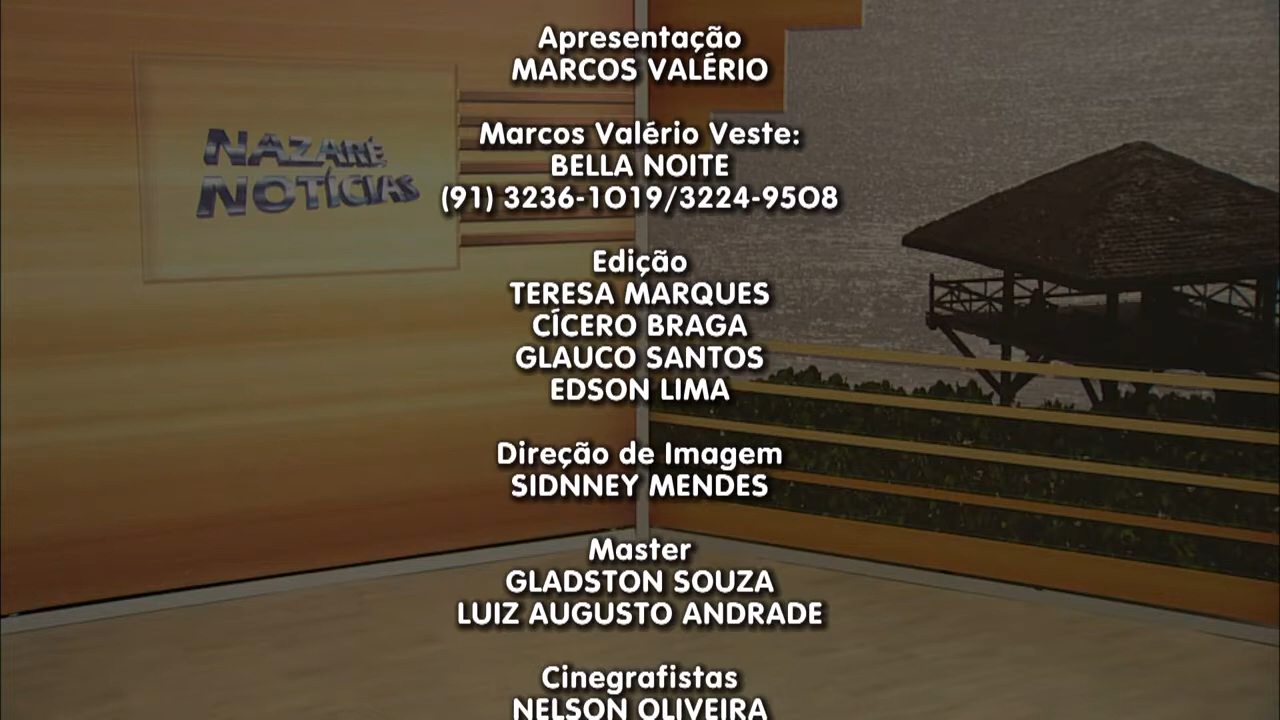 NAZARÉ
NOTÍCIAS
Apresentação
MARCOS VALÉRIO
Marcos Valério Veste:
BELLA NOITE
(91) 3236-1019/3224-9508
Edição
TERESA MARQUES
CÍCERO BRAGA
GLAUCO SANTOS
EDSON LIMA
Direção de Imagem
SIDNNEY MENDES
Master
GLADSTON SOUZA
LUIZ AUGUSTO ANDRADE
Cinegrafistas
NELSON OLIVEIRA